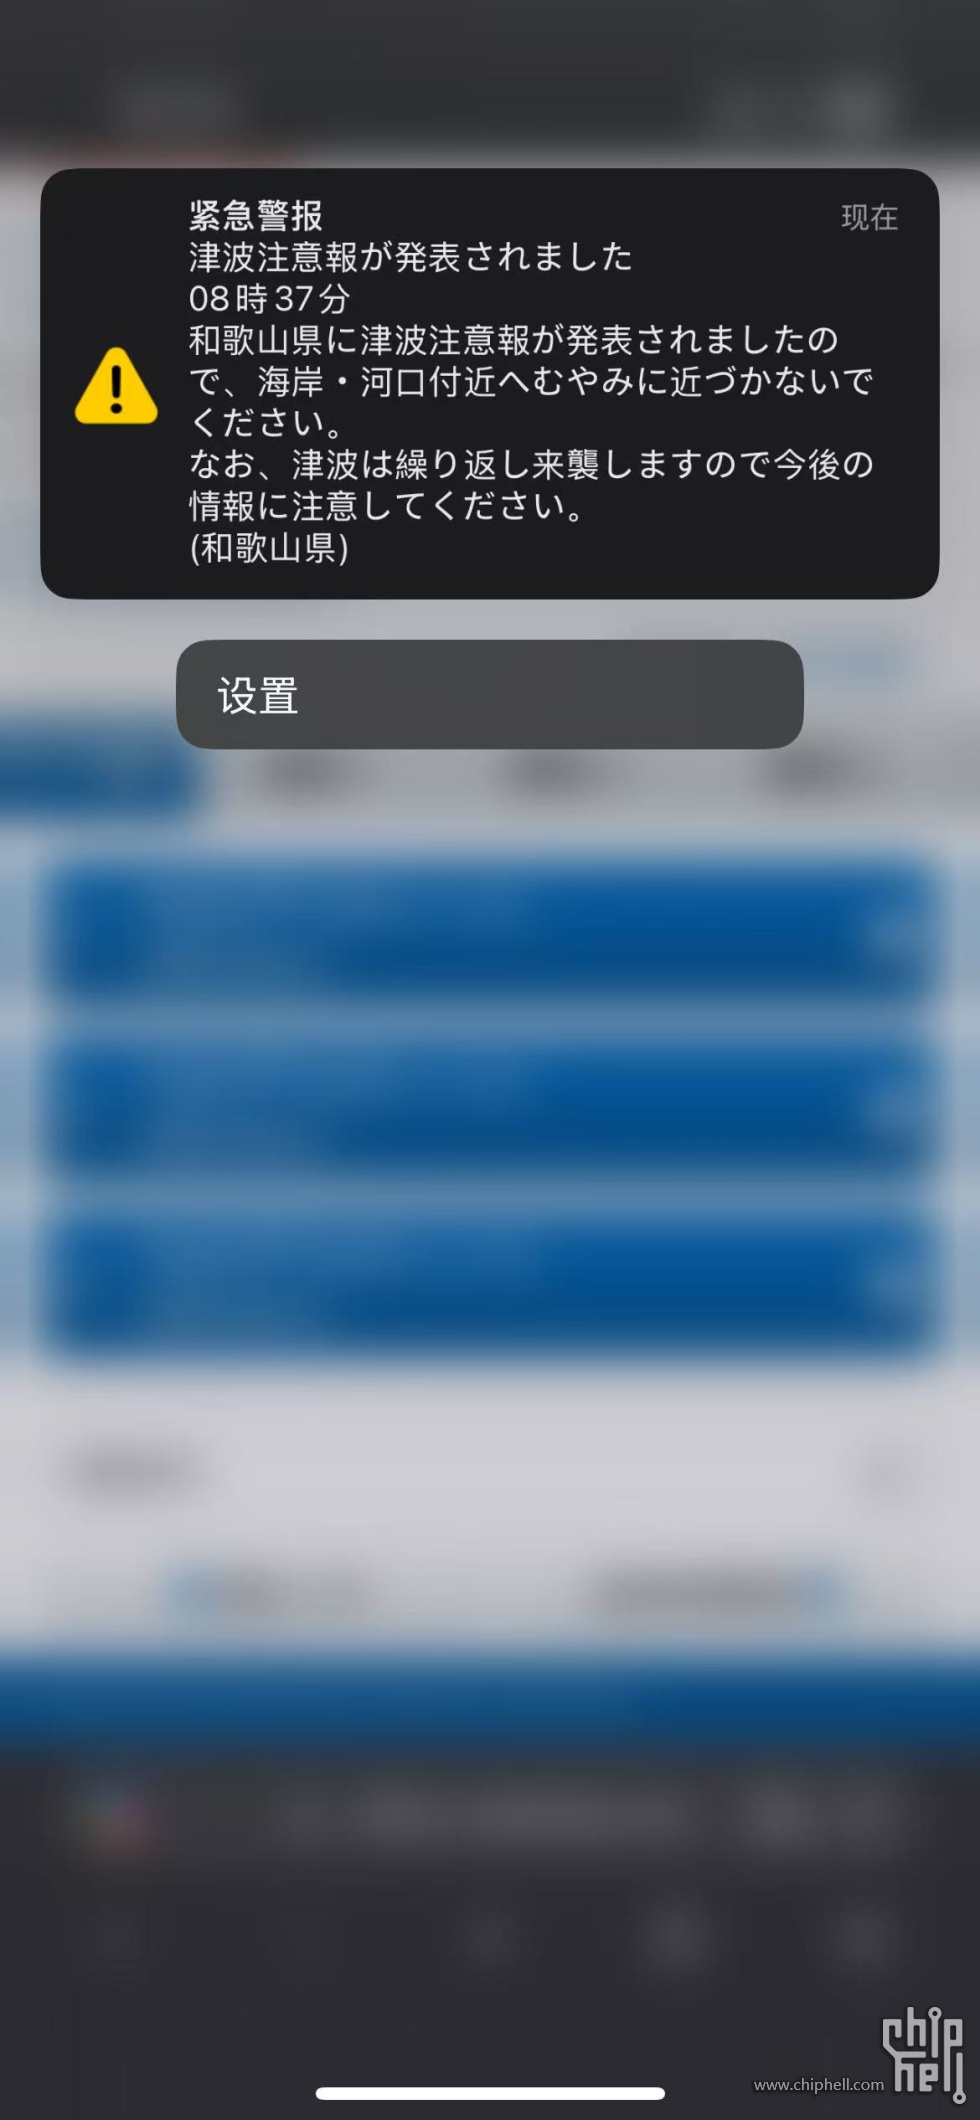 紧急警报
现在
津波注意報が発表されました
08時37分
和歌山県に津波注意報が発表されましたの
で、海岸・河口付近へむやみに近づかないで
ください。
なお、津波は繰り返し来襲しますので今後の
情報に注意してください。
(和歌山県)
设置
www.chiphell.com
chip
hell